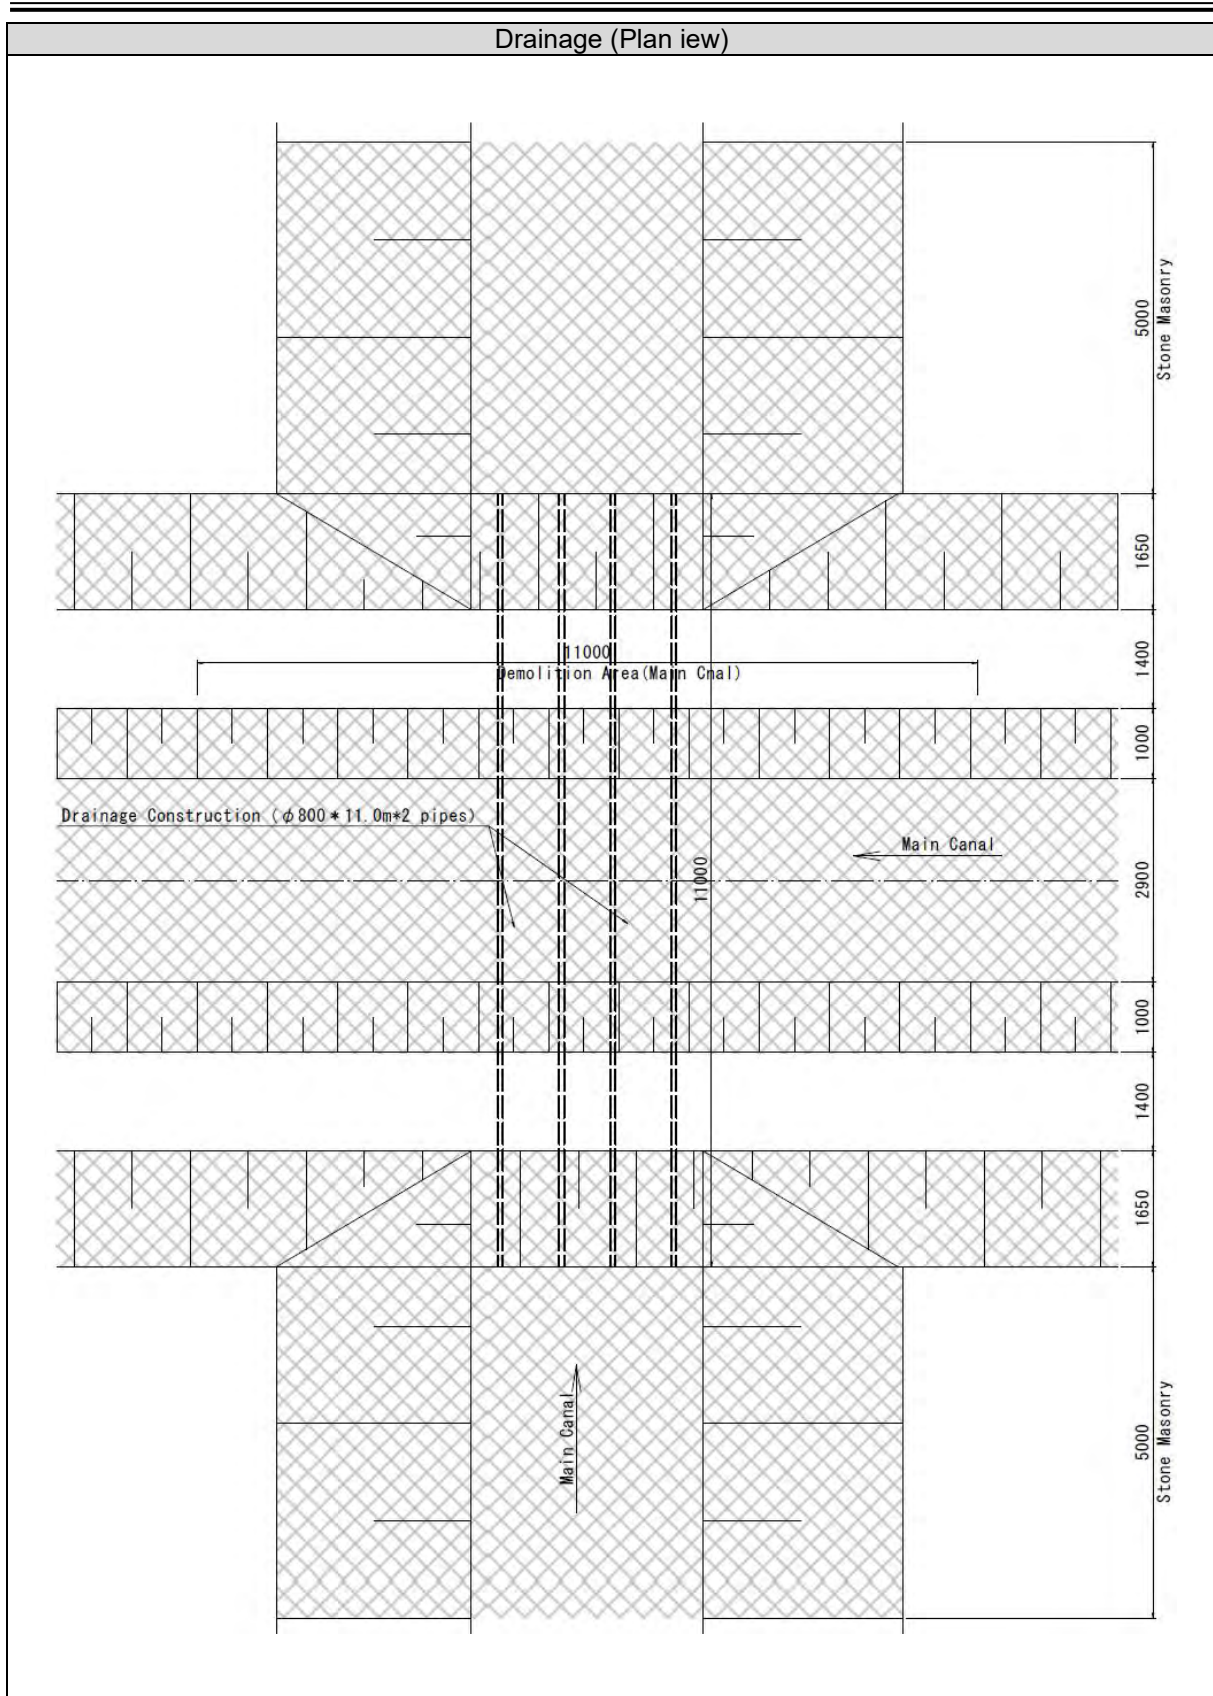 Drainage (Plan iew)
5000
Stone Masonry
1650
11000
Demolition Area(Main Cnal)
1400
1000
Drainage Construction (φ800*11.0m*2 pipes)
Main Canal
11000
2900
1000
1400
1650
Main Canal
5000
Stone Masonry